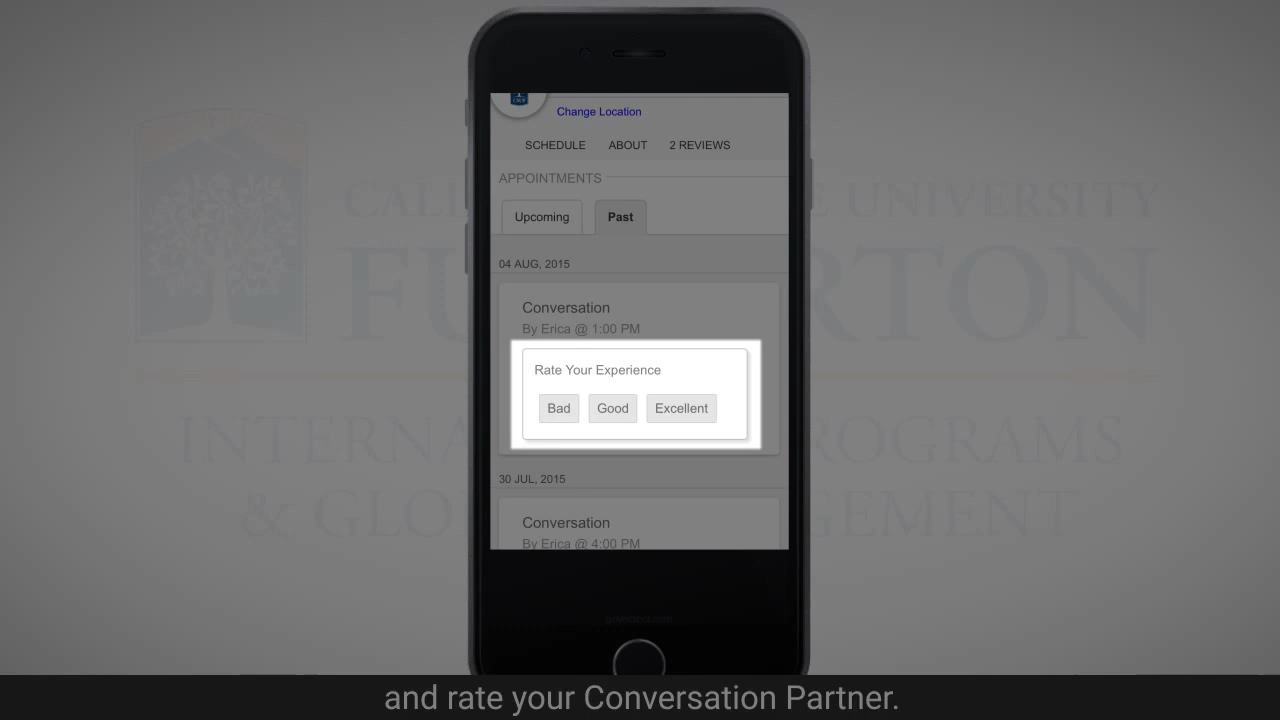 Change Location
SCHEDULE ABOUT 2 REVIEWS
APPOINTMENTS
Upcoming Past
04 AUG, 2015
Conversation
By Erica @ 1:00 PM
Rate Your Experience
Bad Good Excellent
30 JUL, 2015
Conversation
By Erica @ 4:00 PM
UNIVERSITY
& 
and rate your Conversation Partner.